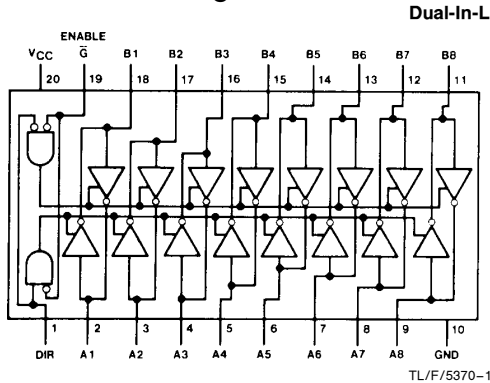 Dual-In-L
ENABLE
VCC G̅ B1 B2 B3 B4 B5 B6 B7 B8
20 19 18 17 16 15 14 13 12 11
1 2 3 4 5 6 7 8 9 10
DIR A1 A2 A3 A4 A5 A6 A7 A8 GND
TL/F/5370–1